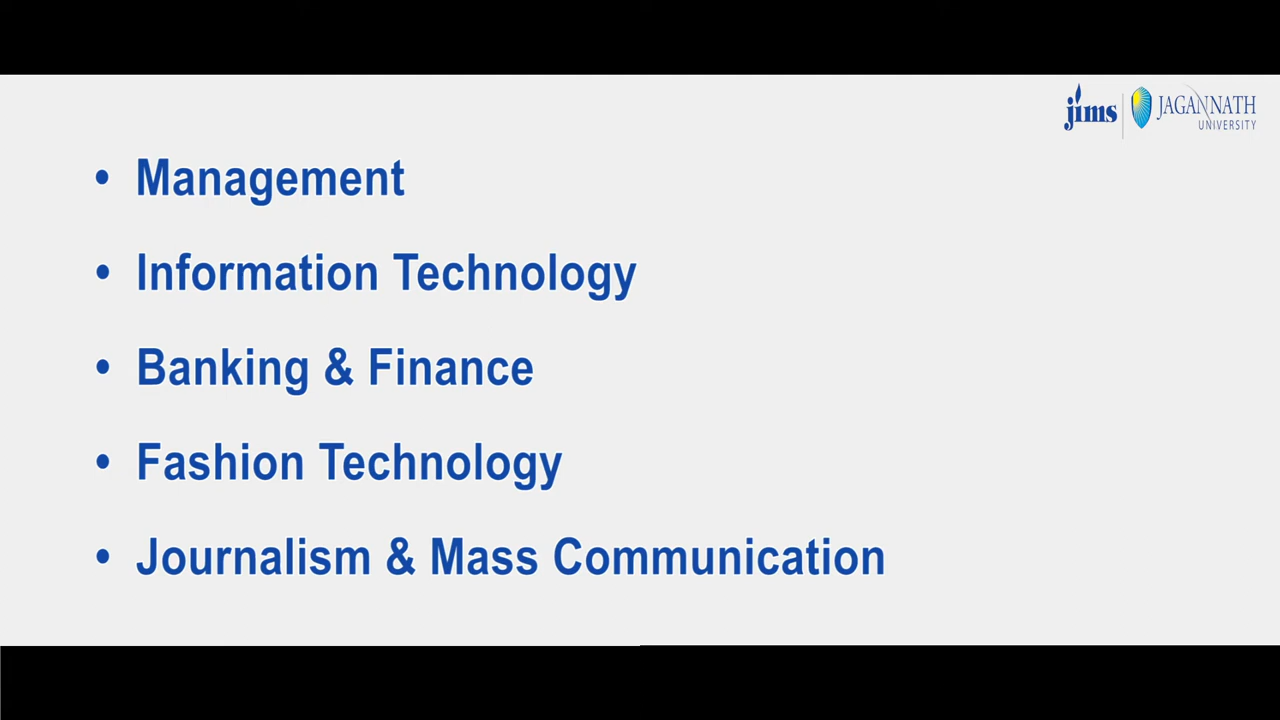 jims JAGANNATH
UNIVERSITY
• Management
• Information Technology
• Banking & Finance
• Fashion Technology
• Journalism & Mass Communication